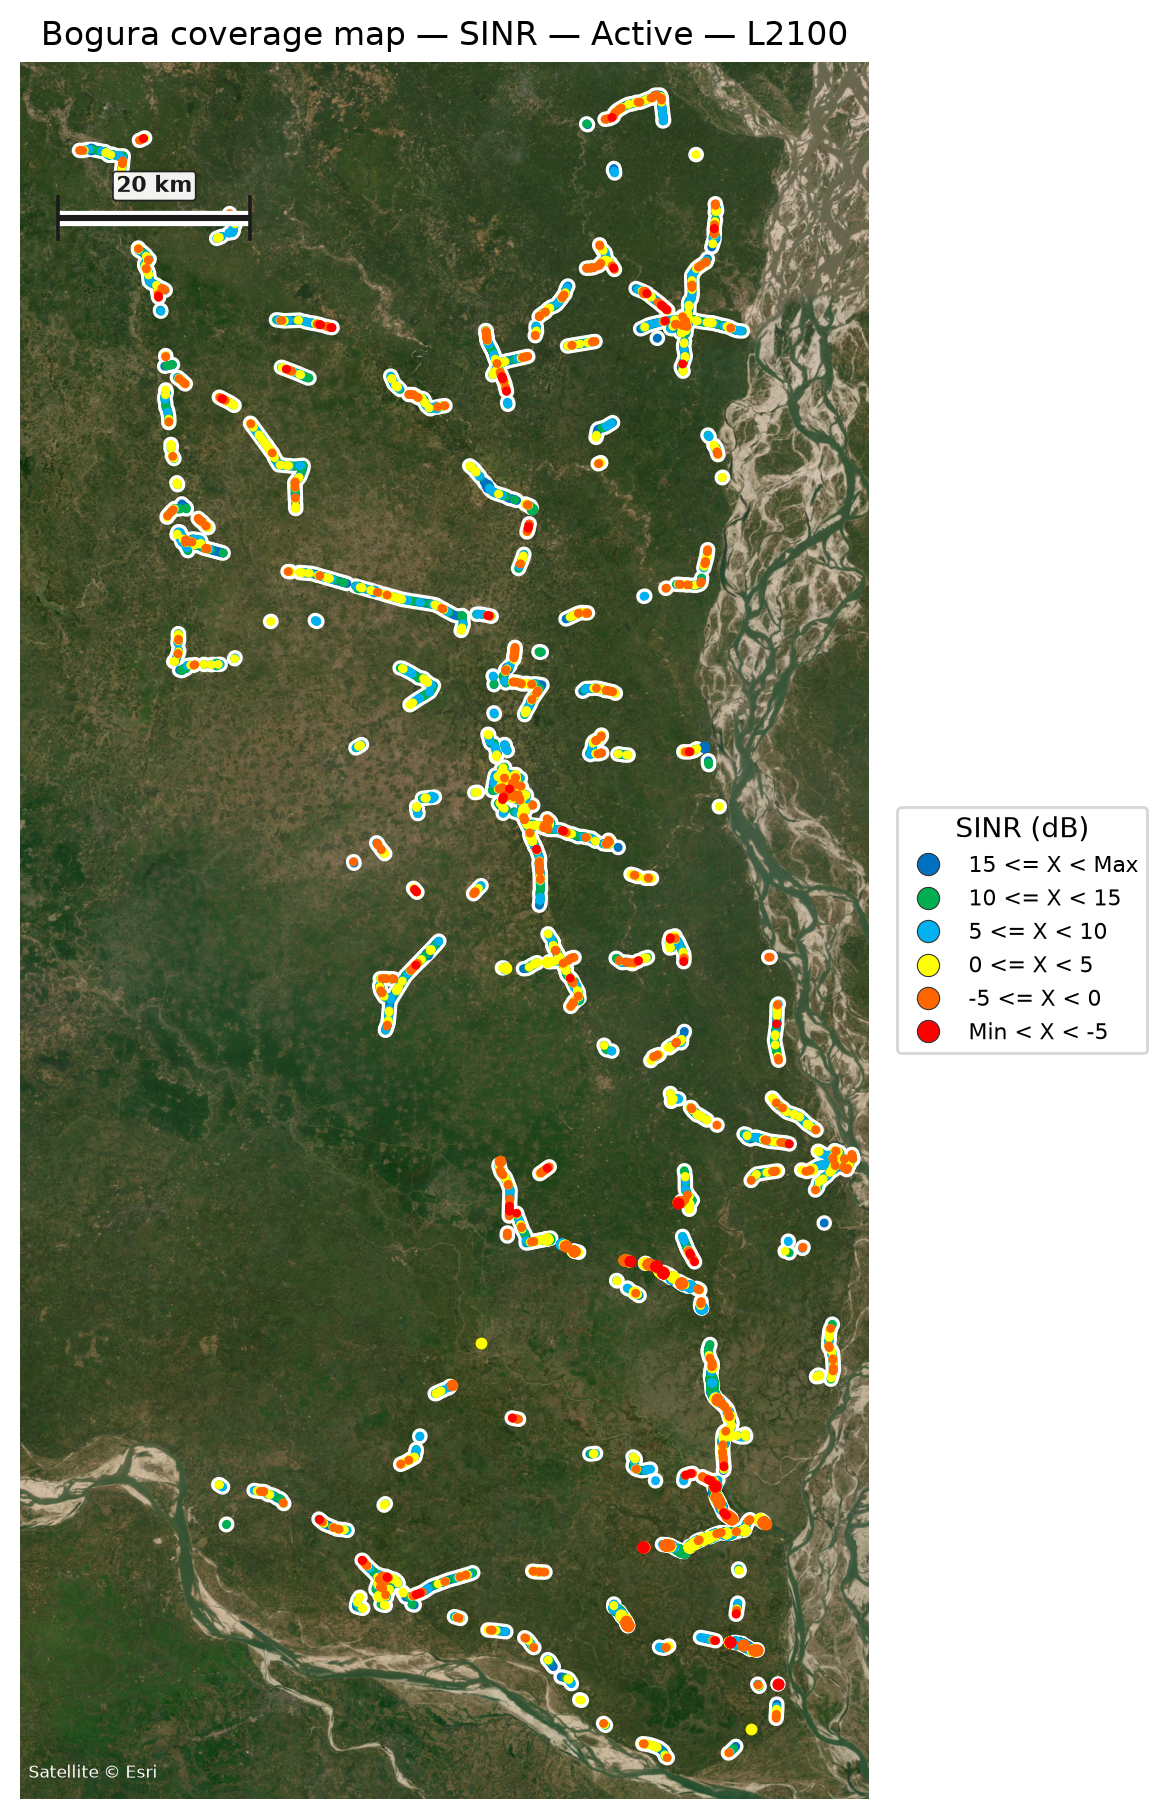 Bogura coverage map — SINR — Active — L2100
20 km
SINR (dB)
15 <= X < Max
10 <= X < 15
5 <= X < 10
0 <= X < 5
-5 <= X < 0
Min < X < -5
Satellite © Esri